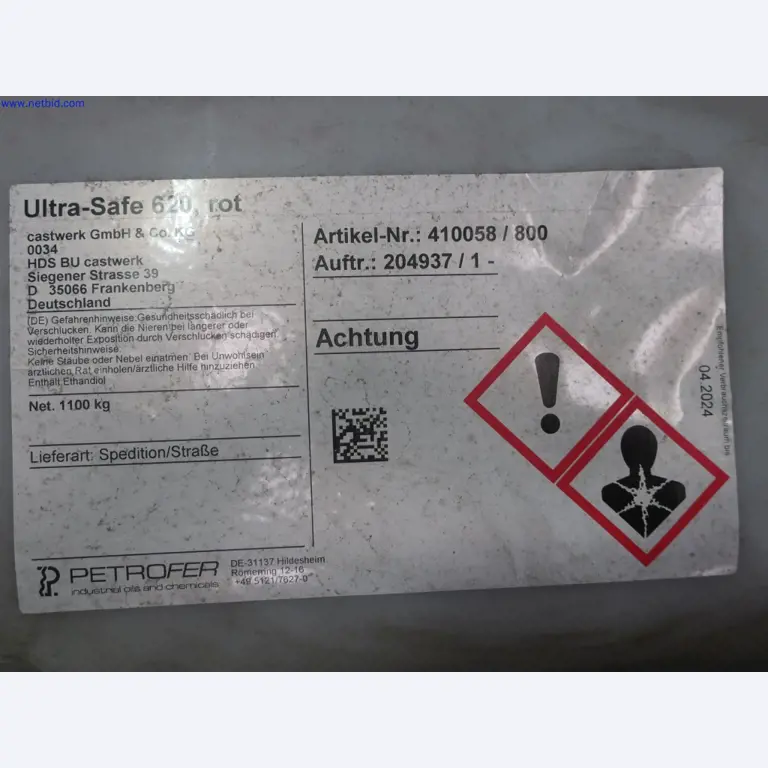 www.netbid.com
Ultra-Safe 620, rot
castwerk GmbH & Co. KG
0034
HDS BU castwerk
Siegener Strasse 39
D 35066 Frankenberg
Deutschland
[DE] Gefahrenhinweise:Gesundheitsschädlich bei
Verschlucken. Kann die Nieren bei längerer oder
wiederholter Exposition durch Verschlucken schädigen.
Sicherheitshinweise:
Keine Stäube oder Nebel einatmen. Bei Unwohlsein
ärztlichen Rat einholen/ärztliche Hilfe hinzuziehen.
Enthält Ethandiol
Net. 1100 kg
Lieferart: Spedition/Straße
Artikel-Nr.: 410058 / 800
Auftr.: 204937 / 1 -
Achtung
Empfohlener Verbrauchszeitraum bis
04.2024
PETROFER
industrial oils and chemicals
DE-31137 Hildesheim
Römerring 12-16
+49 5121/7627-0